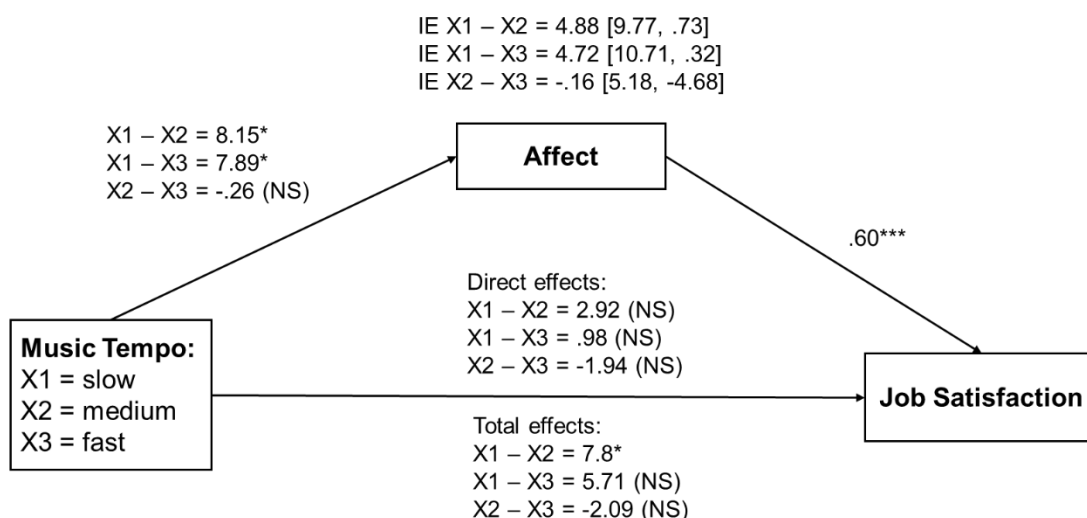 IE X1 – X2 = 4.88 [9.77, .73]
IE X1 – X3 = 4.72 [10.71, .32]
IE X2 – X3 = -.16 [5.18, -4.68]
X1 – X2 = 8.15*
X1 – X3 = 7.89*
X2 – X3 = -.26 (NS)
Affect
.60***
Direct effects:
X1 – X2 = 2.92 (NS)
X1 – X3 = .98 (NS)
X2 – X3 = -1.94 (NS)
Music Tempo:
X1 = slow
X2 = medium
X3 = fast
Job Satisfaction
Total effects:
X1 – X2 = 7.8*
X1 – X3 = 5.71 (NS)
X2 – X3 = -2.09 (NS)